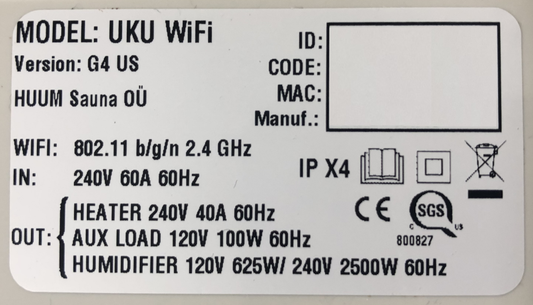 MODEL: UKU WiFi
Version: G4 US
HUUM Sauna OÜ
ID:
CODE:
MAC:
Manuf.:
WIFI: 802.11 b/g/n 2.4 GHz
IN: 240V 60A 60Hz
IP X4
CE
SGS
C US
800827
OUT:
HEATER 240V 40A 60Hz
AUX LOAD 120V 100W 60Hz
HUMIDIFIER 120V 625W/ 240V 2500W 60Hz